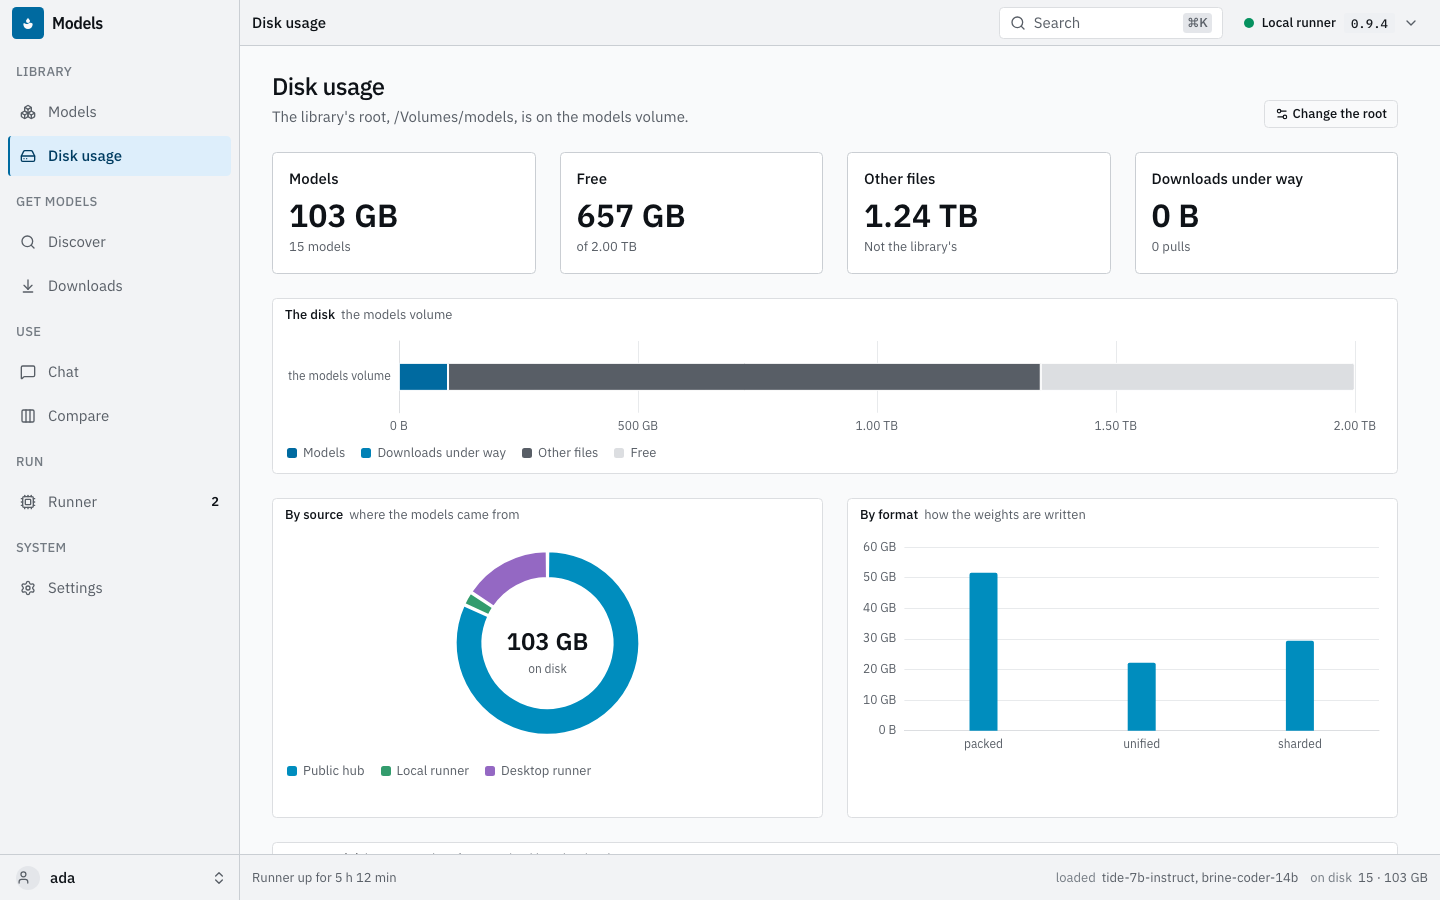 Models
Disk usage
Search ⌘K
Local runner 0.9.4
LIBRARY
Models
Disk usage
GET MODELS
Discover
Downloads
USE
Chat
Compare
RUN
Runner 2
SYSTEM
Settings
ada
Disk usage
The library's root, /Volumes/models, is on the models volume.
Change the root
Models
103 GB
15 models
Free
657 GB
of 2.00 TB
Other files
1.24 TB
Not the library's
Downloads under way
0 B
0 pulls
The disk the models volume
the models volume
0 B 500 GB 1.00 TB 1.50 TB 2.00 TB
Models Downloads under way Other files Free
By source where the models came from
103 GB
on disk
Public hub Local runner Desktop runner
By format how the weights are written
60 GB
50 GB
40 GB
30 GB
20 GB
10 GB
0 B
packed unified sharded
Runner up for 5 h 12 min
loaded tide-7b-instruct, brine-coder-14b on disk 15 · 103 GB